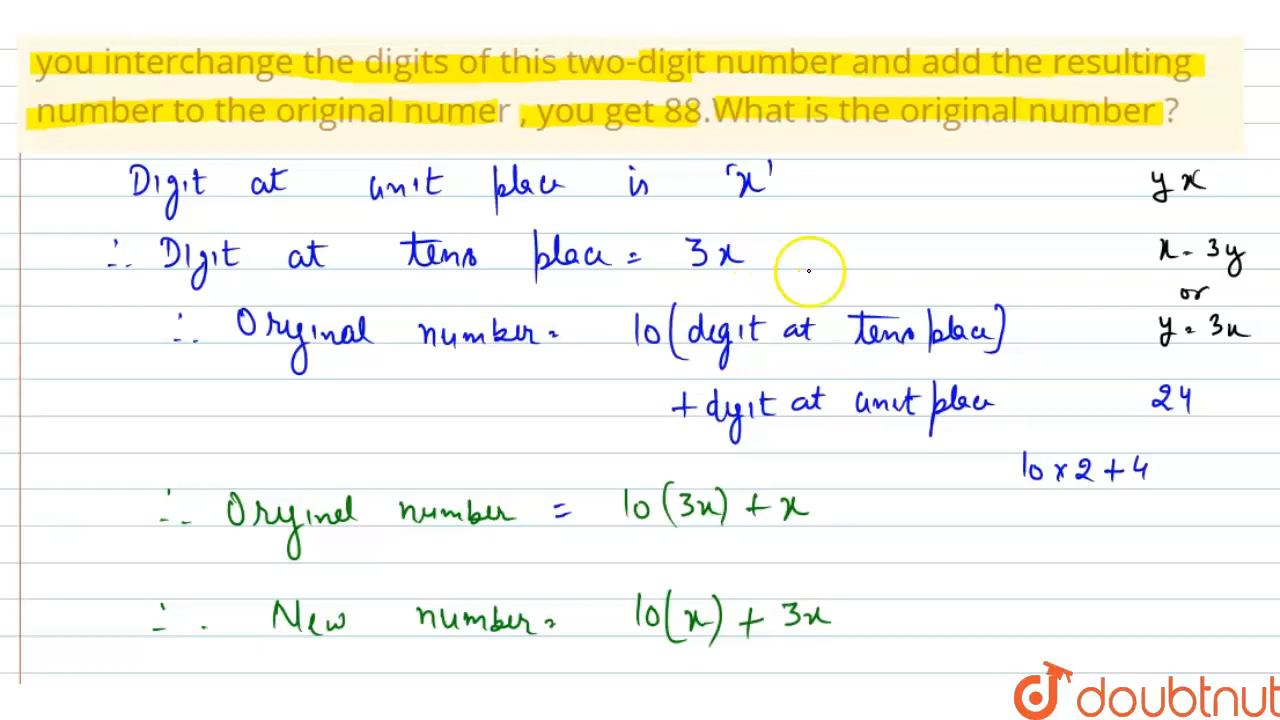 you interchange the digits of this two-digit number and add the resulting
number to the original numer , you get 88.What is the original number ?
Digit at unit place is 'x'
yx
∴ Digit at tens place = 3x
x = 3y
or
∴ Original number = 10(digit at tens place)
y = 3x
+ digit at unit place
24
10 x 2 + 4
∴ Original number = 10(3x) + x
∴ New number = 10(x) + 3x
doubtnut